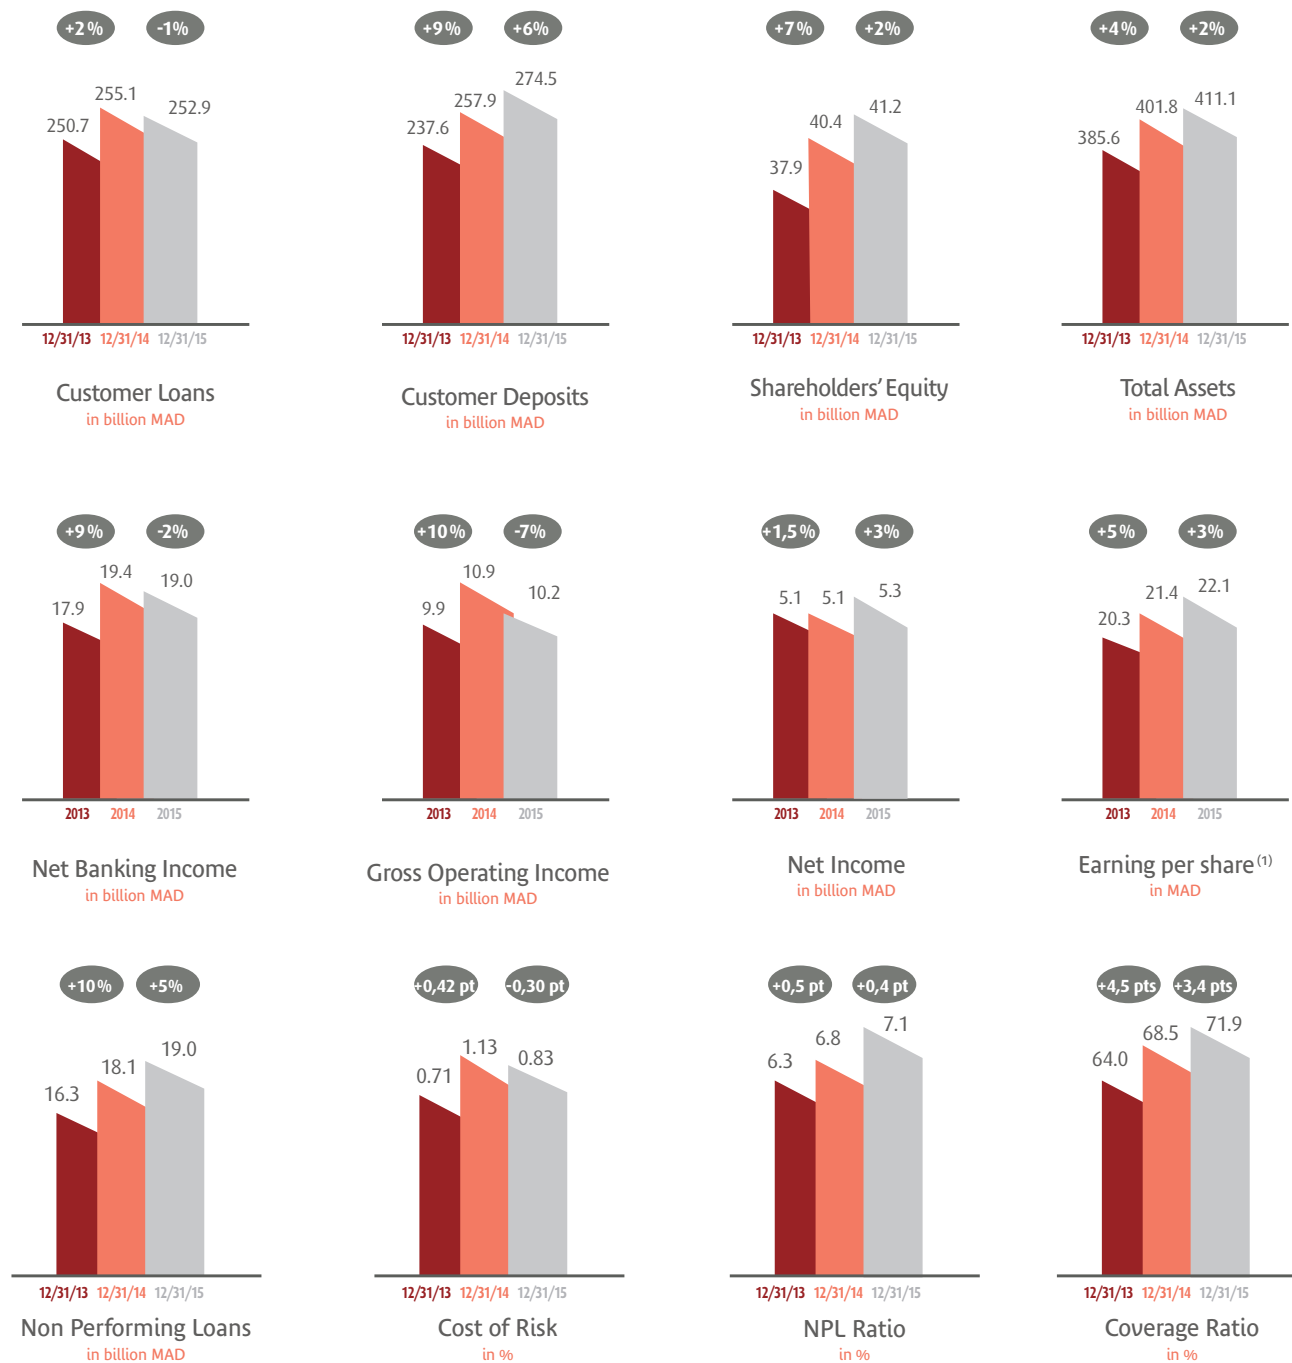 +2% -1%
250.7 255.1 252.9
12/31/13 12/31/14 12/31/15
Customer Loans
in billion MAD
+9% +6%
237.6 257.9 274.5
12/31/13 12/31/14 12/31/15
Customer Deposits
in billion MAD
+7% +2%
37.9 40.4 41.2
12/31/13 12/31/14 12/31/15
Shareholders' Equity
in billion MAD
+4% +2%
385.6 401.8 411.1
12/31/13 12/31/14 12/31/15
Total Assets
in billion MAD
+9% -2%
17.9 19.4 19.0
2013 2014 2015
Net Banking Income
in billion MAD
+10% -7%
9.9 10.9 10.2
2013 2014 2015
Gross Operating Income
in billion MAD
+1,5% +3%
5.1 5.1 5.3
2013 2014 2015
Net Income
in billion MAD
+5% +3%
20.3 21.4 22.1
2013 2014 2015
Earning per share (1)
in MAD
+10% +5%
16.3 18.1 19.0
12/31/13 12/31/14 12/31/15
Non Performing Loans
in billion MAD
+0,42 pt -0,30 pt
0.71 1.13 0.83
12/31/13 12/31/14 12/31/15
Cost of Risk
in %
+0,5 pt +0,4 pt
6.3 6.8 7.1
12/31/13 12/31/14 12/31/15
NPL Ratio
in %
+4,5 pts +3,4 pts
64.0 68.5 71.9
12/31/13 12/31/14 12/31/15
Coverage Ratio
in %